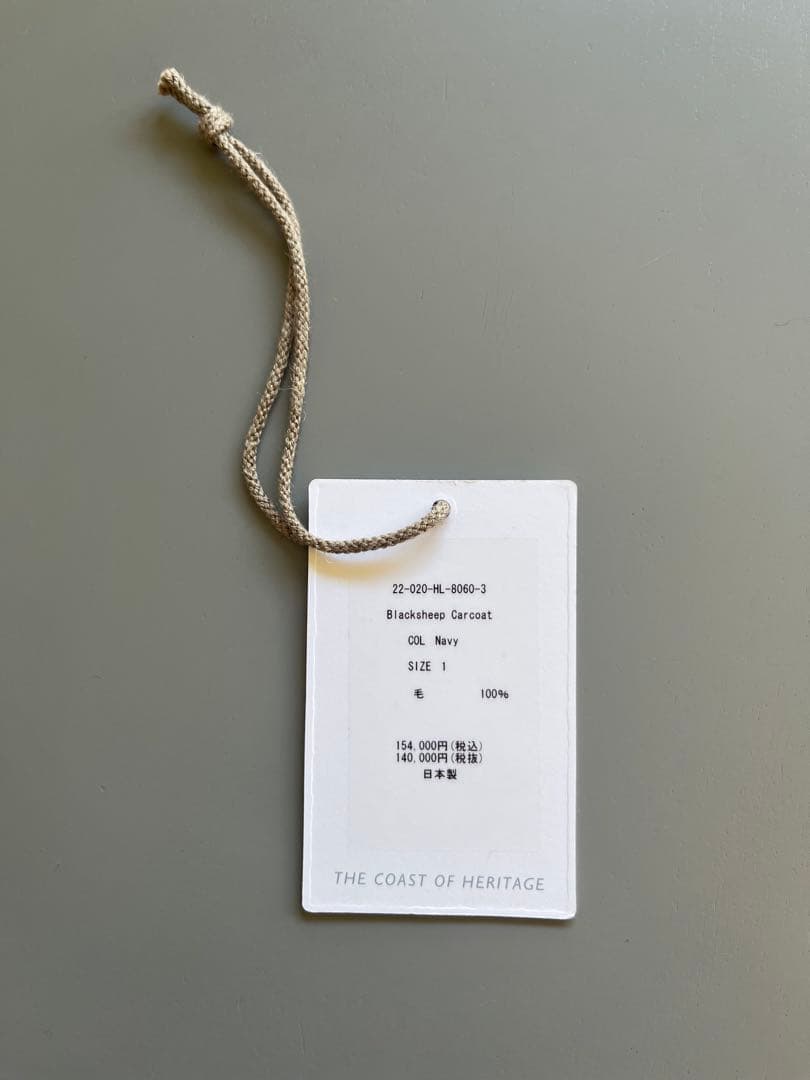 22-020-HL-8060-3
Blacksheep Carcoat
COL Navy
SIZE 1
毛 100%
154,000円(税込)
140,000円(税抜)
日本製
THE COAST OF HERITAGE